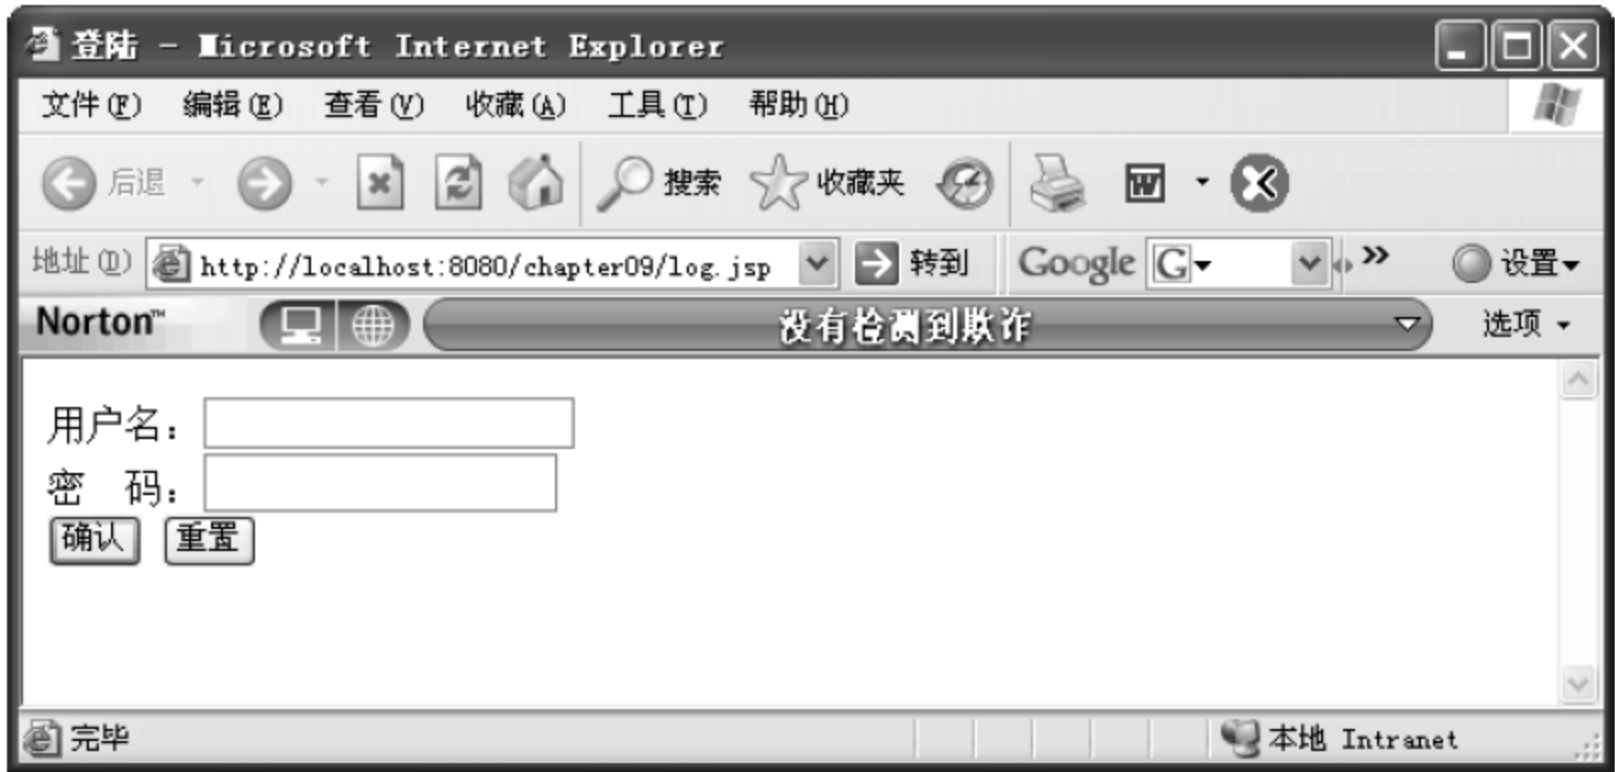 登陆 - Microsoft Internet Explorer
文件(F) 编辑(E) 查看(V) 收藏(A) 工具(T) 帮助(H)
后退 搜索 收藏夹
地址(D) http://localhost:8080/chapter09/log.jsp 转到 Google G 设置
Norton™ 没有检测到欺诈 选项
用户名：
密 码：
确认 重置
完毕 本地 Intranet